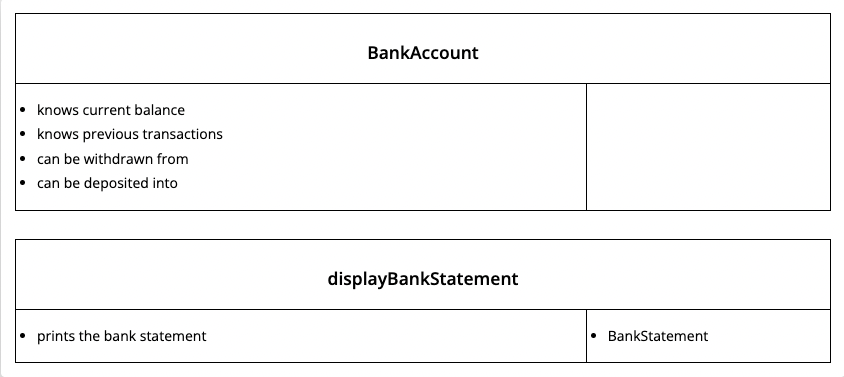 BankAccount
knows current balance
knows previous transactions
can be withdrawn from
can be deposited into
displayBankStatement
prints the bank statement
BankStatement